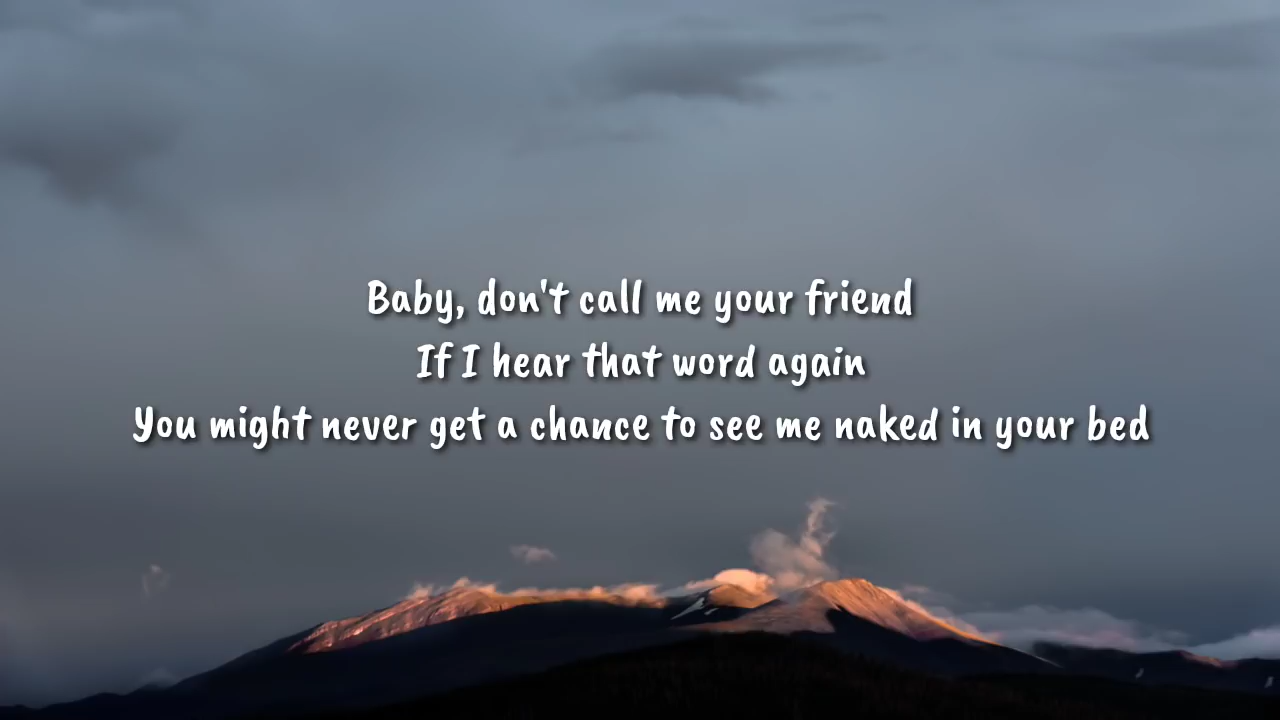 Baby, don't call me your friend
If I hear that word again
You might never get a chance to see me naked in your bed